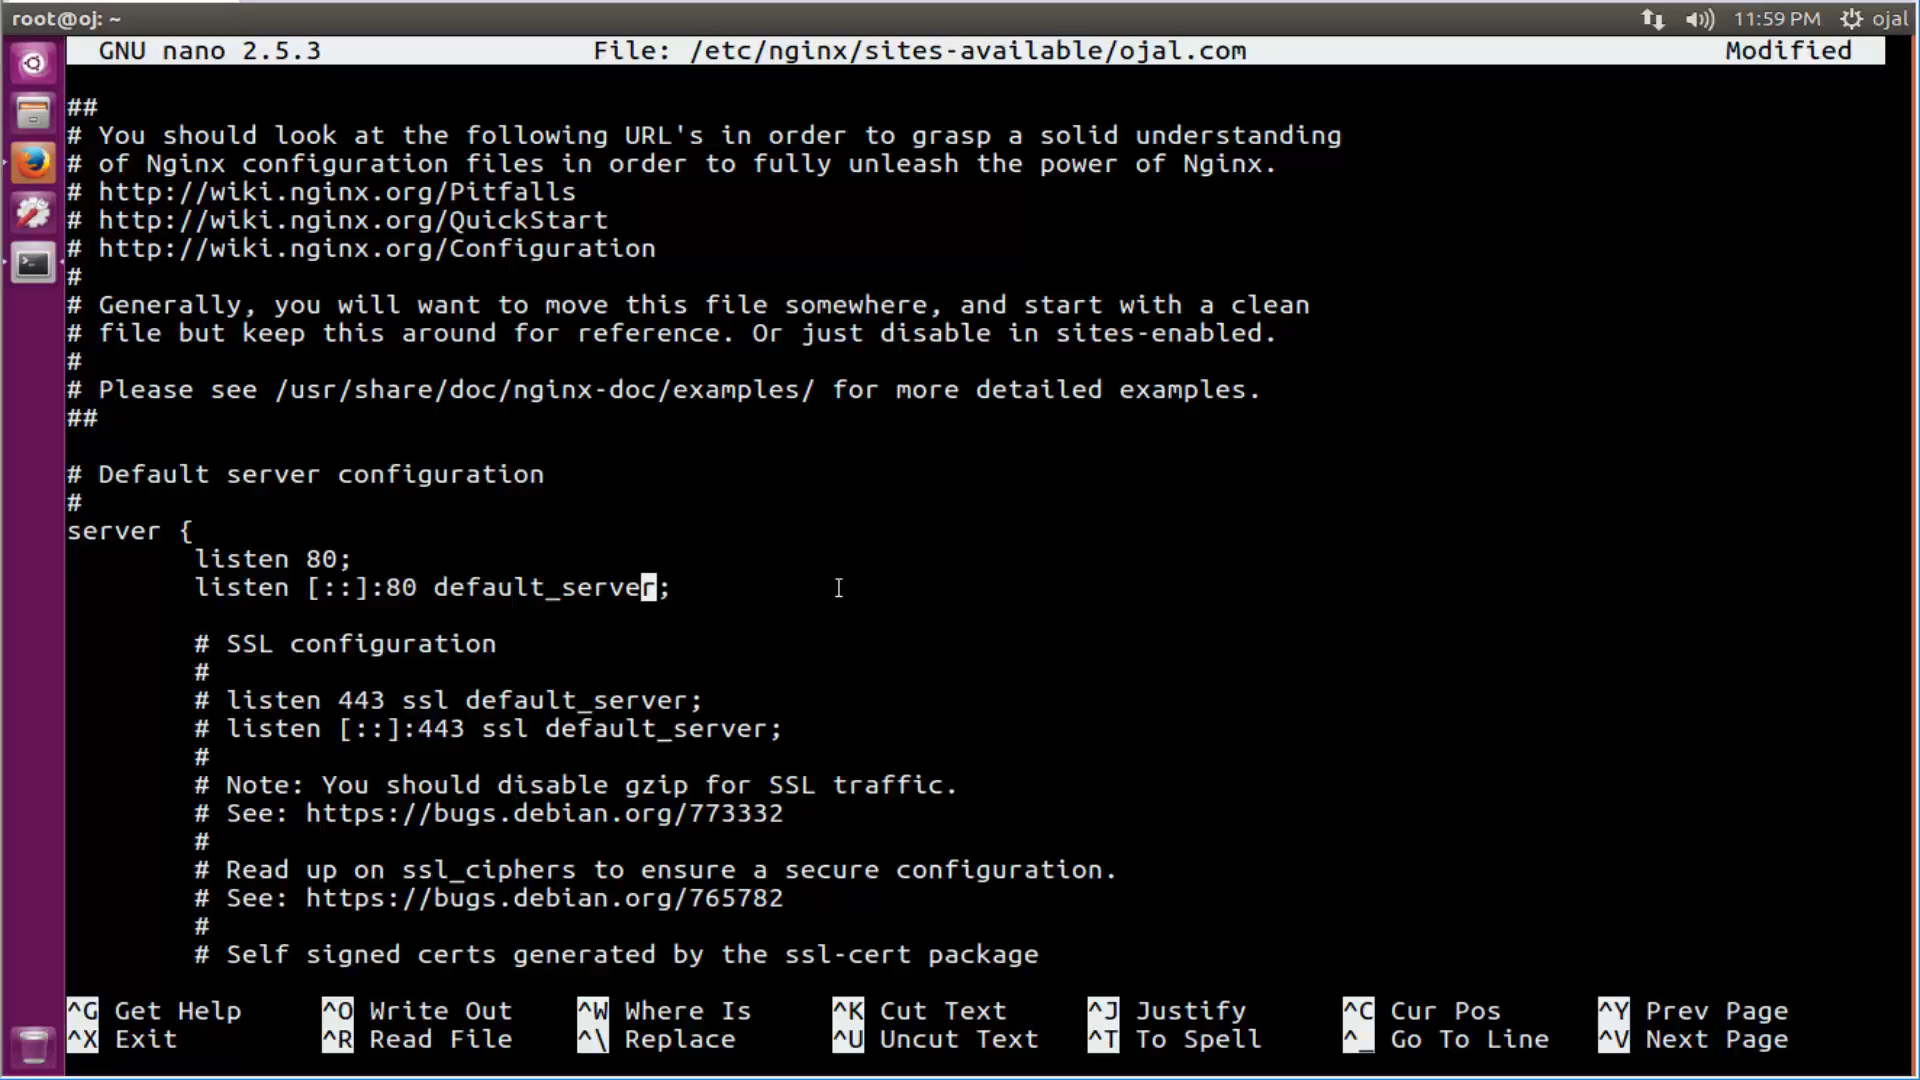 root@oj: ~ 11:59 PM ojal
GNU nano 2.5.3 File: /etc/nginx/sites-available/ojal.com Modified
##
# You should look at the following URL's in order to grasp a solid understanding
# of Nginx configuration files in order to fully unleash the power of Nginx.
# http://wiki.nginx.org/Pitfalls
# http://wiki.nginx.org/QuickStart
# http://wiki.nginx.org/Configuration
#
# Generally, you will want to move this file somewhere, and start with a clean
# file but keep this around for reference. Or just disable in sites-enabled.
#
# Please see /usr/share/doc/nginx-doc/examples/ for more detailed examples.
##
# Default server configuration
#
server {
listen 80;
listen [::]:80 default_server;
# SSL configuration
#
# listen 443 ssl default_server;
# listen [::]:443 ssl default_server;
#
# Note: You should disable gzip for SSL traffic.
# See: https://bugs.debian.org/773332
#
# Read up on ssl_ciphers to ensure a secure configuration.
# See: https://bugs.debian.org/765782
#
# Self signed certs generated by the ssl-cert package
^G Get Help ^O Write Out ^W Where Is ^K Cut Text ^J Justify ^C Cur Pos ^Y Prev Page
^X Exit ^R Read File ^\ Replace ^U Uncut Text ^T To Spell ^_ Go To Line ^V Next Page